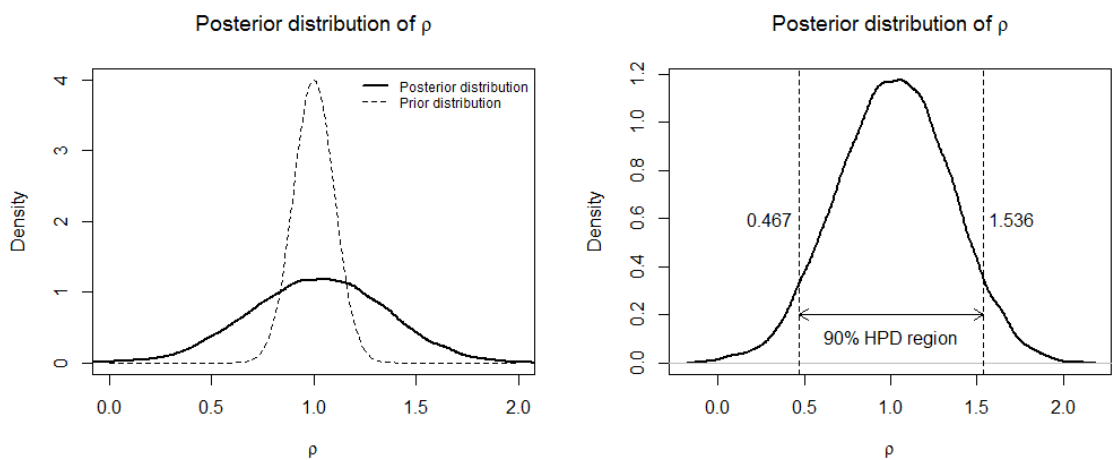 Posterior distribution of ρ
Density
4
3
2
1
0
Posterior distribution
Prior distribution
0.0 0.5 1.0 1.5 2.0
ρ
Posterior distribution of ρ
Density
1.2
1.0
0.8
0.6
0.4
0.2
0.0
0.467
1.536
90% HPD region
0.0 0.5 1.0 1.5 2.0
ρ